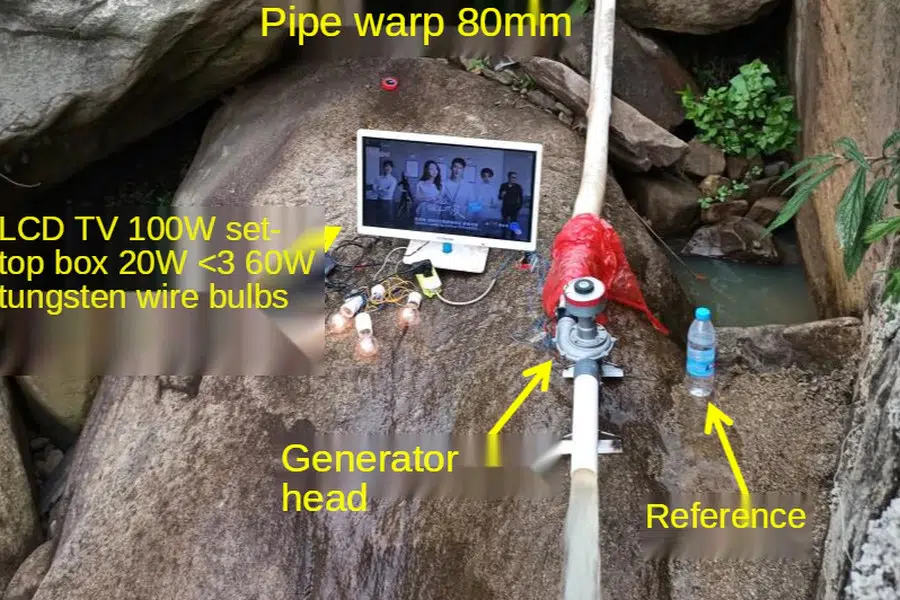 Pipe warp 80mm
LCD TV 100W set-
top box 20W <3 60W
tungsten wire bulbs
Generator
head
Reference